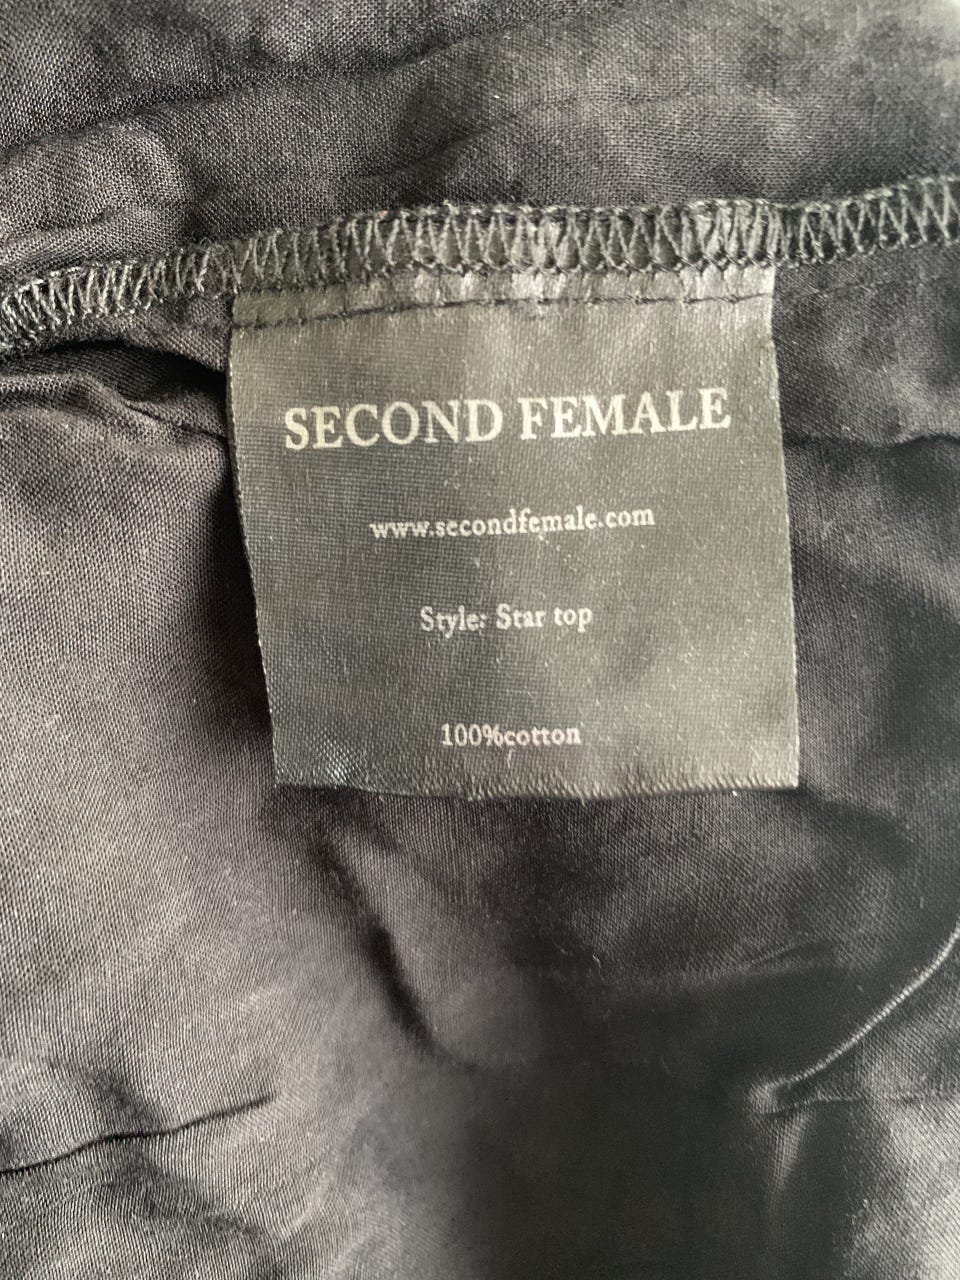 SECOND FEMALE
www.secondfemale.com
Style: Star top
100%cotton